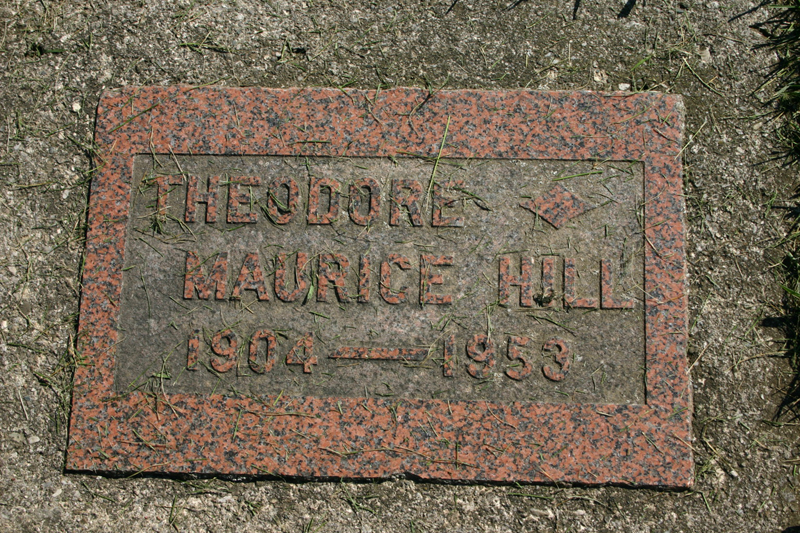 THEODORE
MAURICE HILL
1904 — 1953